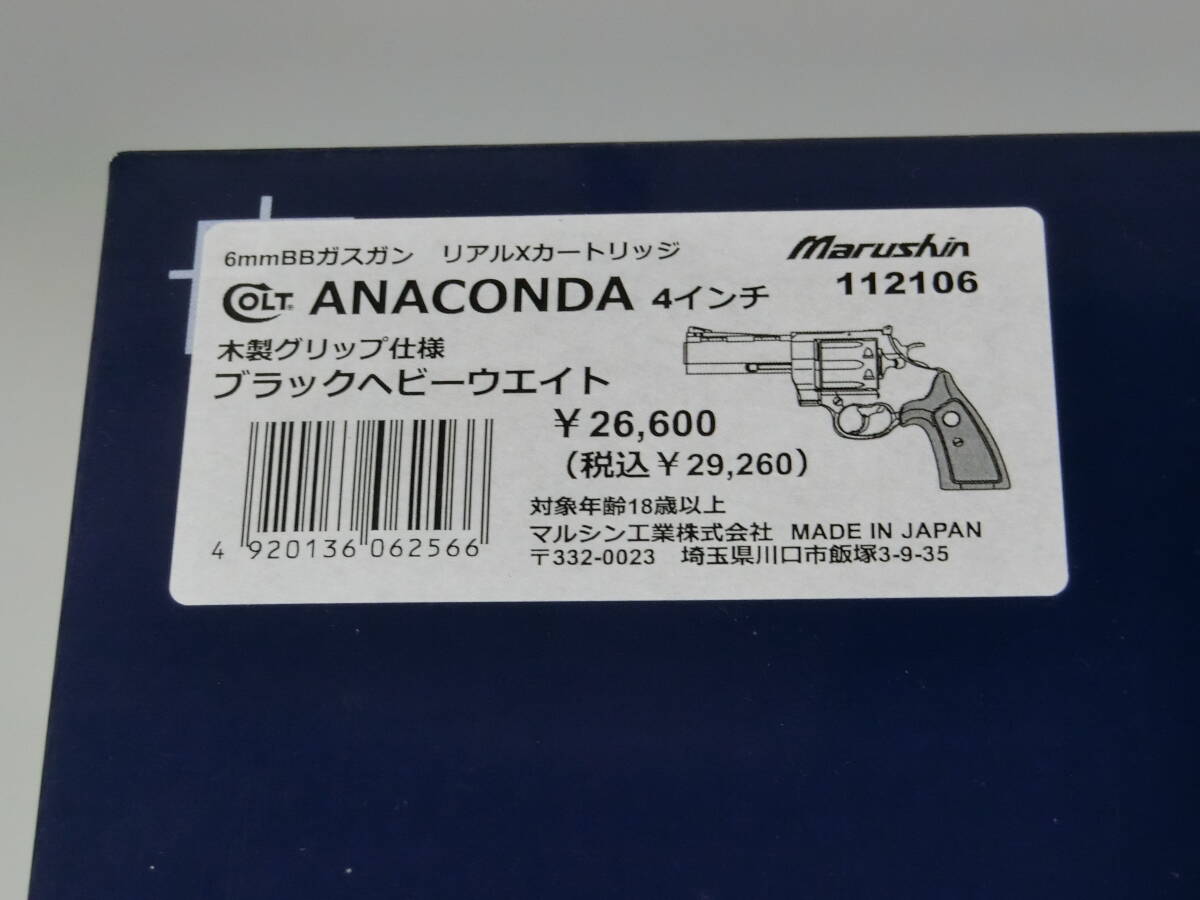 6mmBBガスガン リアルXカートリッジ
Marushin
COLT ANACONDA 4インチ
112106
木製グリップ仕様
ブラックヘビーウエイト
￥26,600
（税込￥29,260）
対象年齢18歳以上
マルシン工業株式会社 MADE IN JAPAN
〒332-0023 埼玉県川口市飯塚3-9-35
4 920136 062566